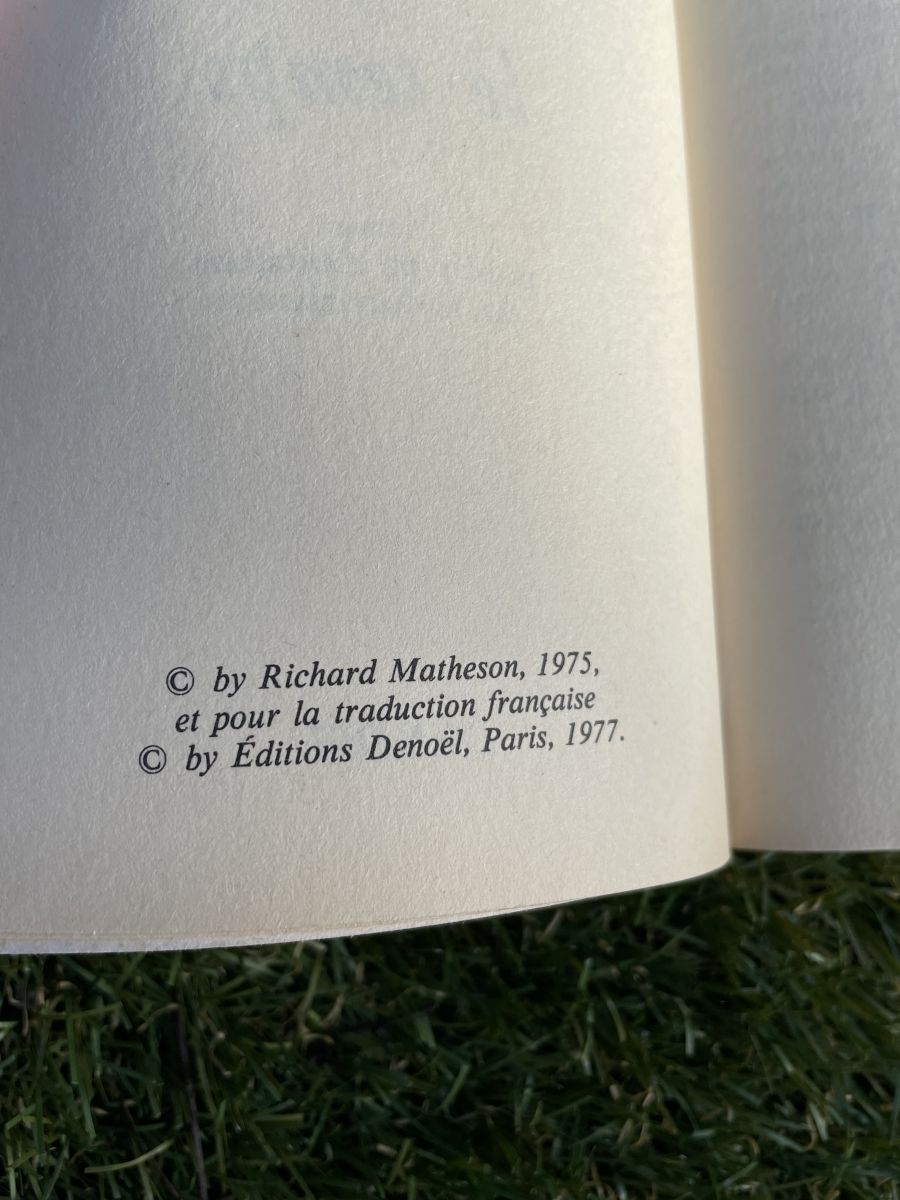 © by Richard Matheson, 1975,
et pour la traduction française
© by Éditions Denoël, Paris, 1977.